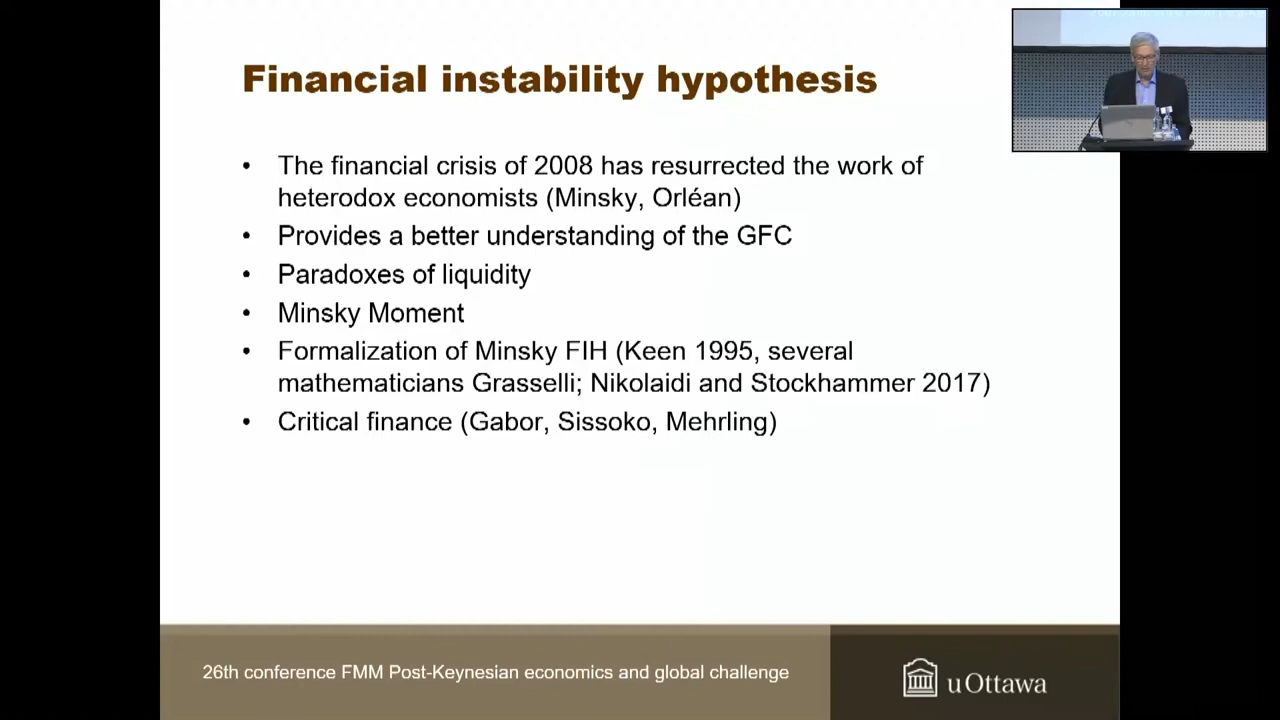 Financial instability hypothesis
• The financial crisis of 2008 has resurrected the work of
heterodox economists (Minsky, Orléan)
• Provides a better understanding of the GFC
• Paradoxes of liquidity
• Minsky Moment
• Formalization of Minsky FIH (Keen 1995, several
mathematicians Grasselli; Nikolaidi and Stockhammer 2017)
• Critical finance (Gabor, Sissoko, Mehrling)
26th conference FMM Post-Keynesian economics and global challenge
uOttawa